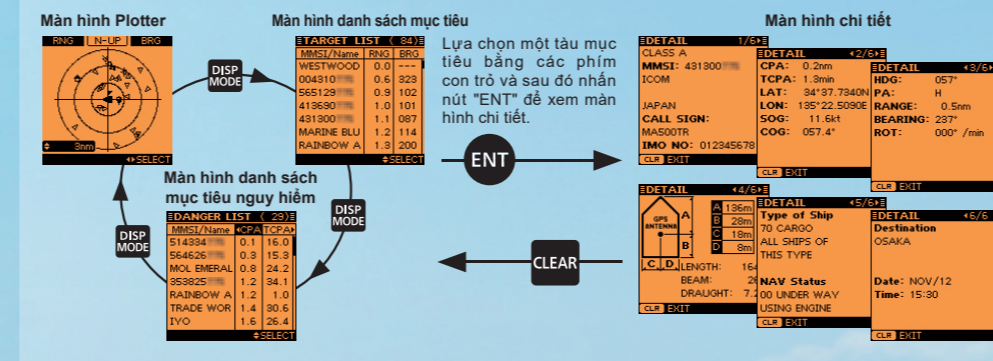 Màn hình Plotter
RNG N-UP BRG
3nm
SELECT
DISP MODE
Màn hình danh sách mục tiêu
TARGET LIST ( 84)
MMSI/Name RNG BRG
WESTWOOD 0.0 ---
004310 0.6 323
565129 0.9 102
413690 1.0 101
431300 1.1 087
MARINE BLU 1.2 114
RAINBOW A 1.3 200
SELECT
DISP MODE
Màn hình danh sách
mục tiêu nguy hiểm
DANGER LIST ( 29)
MMSI/Name CPA TCPA
514334 0.1 16.0
564626 0.3 15.3
MOL EMERAL 0.8 24.2
353825 1.2 34.1
RAINBOW A 1.2 1.0
TRADE WOR 1.4 30.6
IYO 1.6 26.4
SELECT
DISP MODE
Lựa chọn một tàu mục
tiêu bằng các phím
con trỏ và sau đó nhấn
nút "ENT" để xem màn
hình chi tiết.
ENT
CLEAR
Màn hình chi tiết
DETAIL 1/6
CLASS A
MMSI: 431300
ICOM
JAPAN
CALL SIGN:
MA500TR
IMO NO: 012345678
CLR EXIT
DETAIL 2/6
CPA: 0.2nm
TCPA: 1.3min
LAT: 34°37.7340N
LON: 135°22.5090E
SOG: 11.6kt
COG: 057.4°
CLR EXIT
DETAIL 3/6
HDG: 057°
PA: H
RANGE: 0.5nm
BEARING: 237°
ROT: 000° /min
CLR EXIT
DETAIL 4/6
GPS
ANTENNA
A
B
C D
A 136m
B 28m
C 18m
D 8m
LENGTH: 164
BEAM: 26
DRAUGHT: 7.2
CLR EXIT
DETAIL 5/6
Type of Ship
70 CARGO
ALL SHIPS OF
THIS TYPE
NAV Status
00 UNDER WAY
USING ENGINE
CLR EXIT
DETAIL 6/6
Destination
OSAKA
Date: NOV/12
Time: 15:30
CLR EXIT